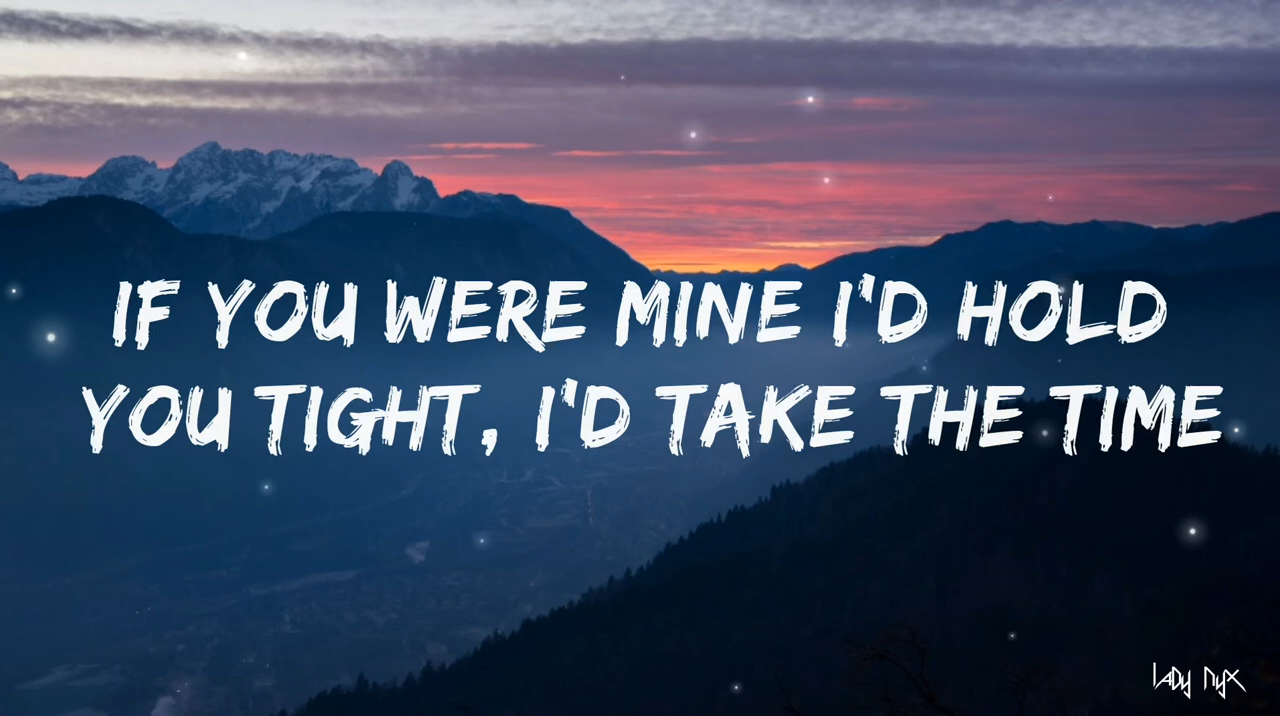 IF YOU WERE MINE I'D HOLD
YOU TIGHT, I'D TAKE THE TIME
LADY NYX